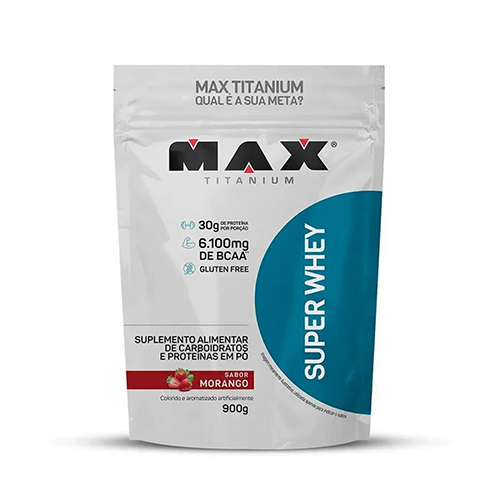 MAX TITANIUM
QUAL É A SUA META?
MAX®
TITANIUM
30g DE PROTEÍNA
POR PORÇÃO
6.100mg
DE BCAA
GLUTEN FREE
SUPER WHEY
SUPLEMENTO ALIMENTAR
DE CARBOIDRATOS
E PROTEÍNAS EM PÓ
SABOR
MORANGO
Colorido e aromatizado artificialmente
900g